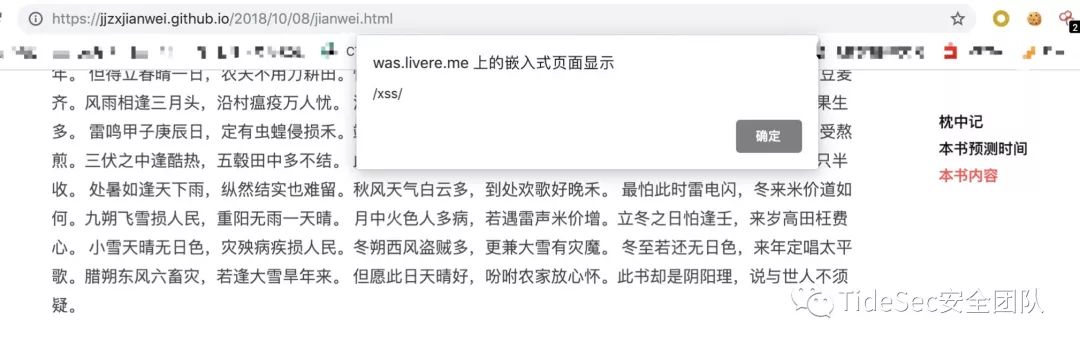 https://jjzxjianwei.github.io/2018/10/08/jianwei.html
2
was.livere.me 上的嵌入式页面显示
/xss/
确定
年。 但得立春晴一日，农夫不用力耕田。
豆麦
齐。风雨相逢三月头，沿村瘟疫万人忧。
果生
多。 雷鸣甲子庚辰日，定有虫蝗侵损禾。
受熬
煎。三伏之中逢酷热，五毂田中多不结。
只半
收。 处暑如逢天下雨，纵然结实也难留。秋风天气白云多，到处欢歌好晚禾。 最怕此时雷电闪，冬来米价道如
何。九朔飞雪损人民，重阳无雨一天晴。 月中火色人多病，若遇雷声米价增。立冬之日怕逢壬，来岁高田枉费
心。 小雪天晴无日色，灾殃病疾损人民。冬朔西风盗贼多，更兼大雪有灾魔。 冬至若还无日色，来年定唱太平
歌。腊朔东风六畜灾，若逢大雪旱年来。 但愿此日天晴好，吩咐农家放心怀。此书却是阴阳理，说与世人不须
疑。
枕中记
本书预测时间
本书内容
TideSec安全团队